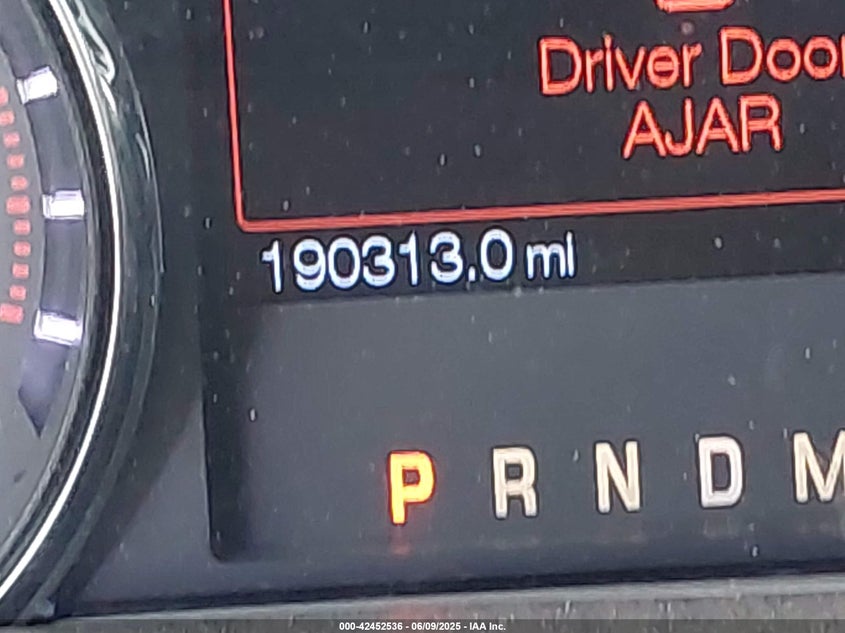 Driver Door
AJAR
190313.0 mi
P R N D M
000-42452536 - 06/09/2025 - IAA Inc.